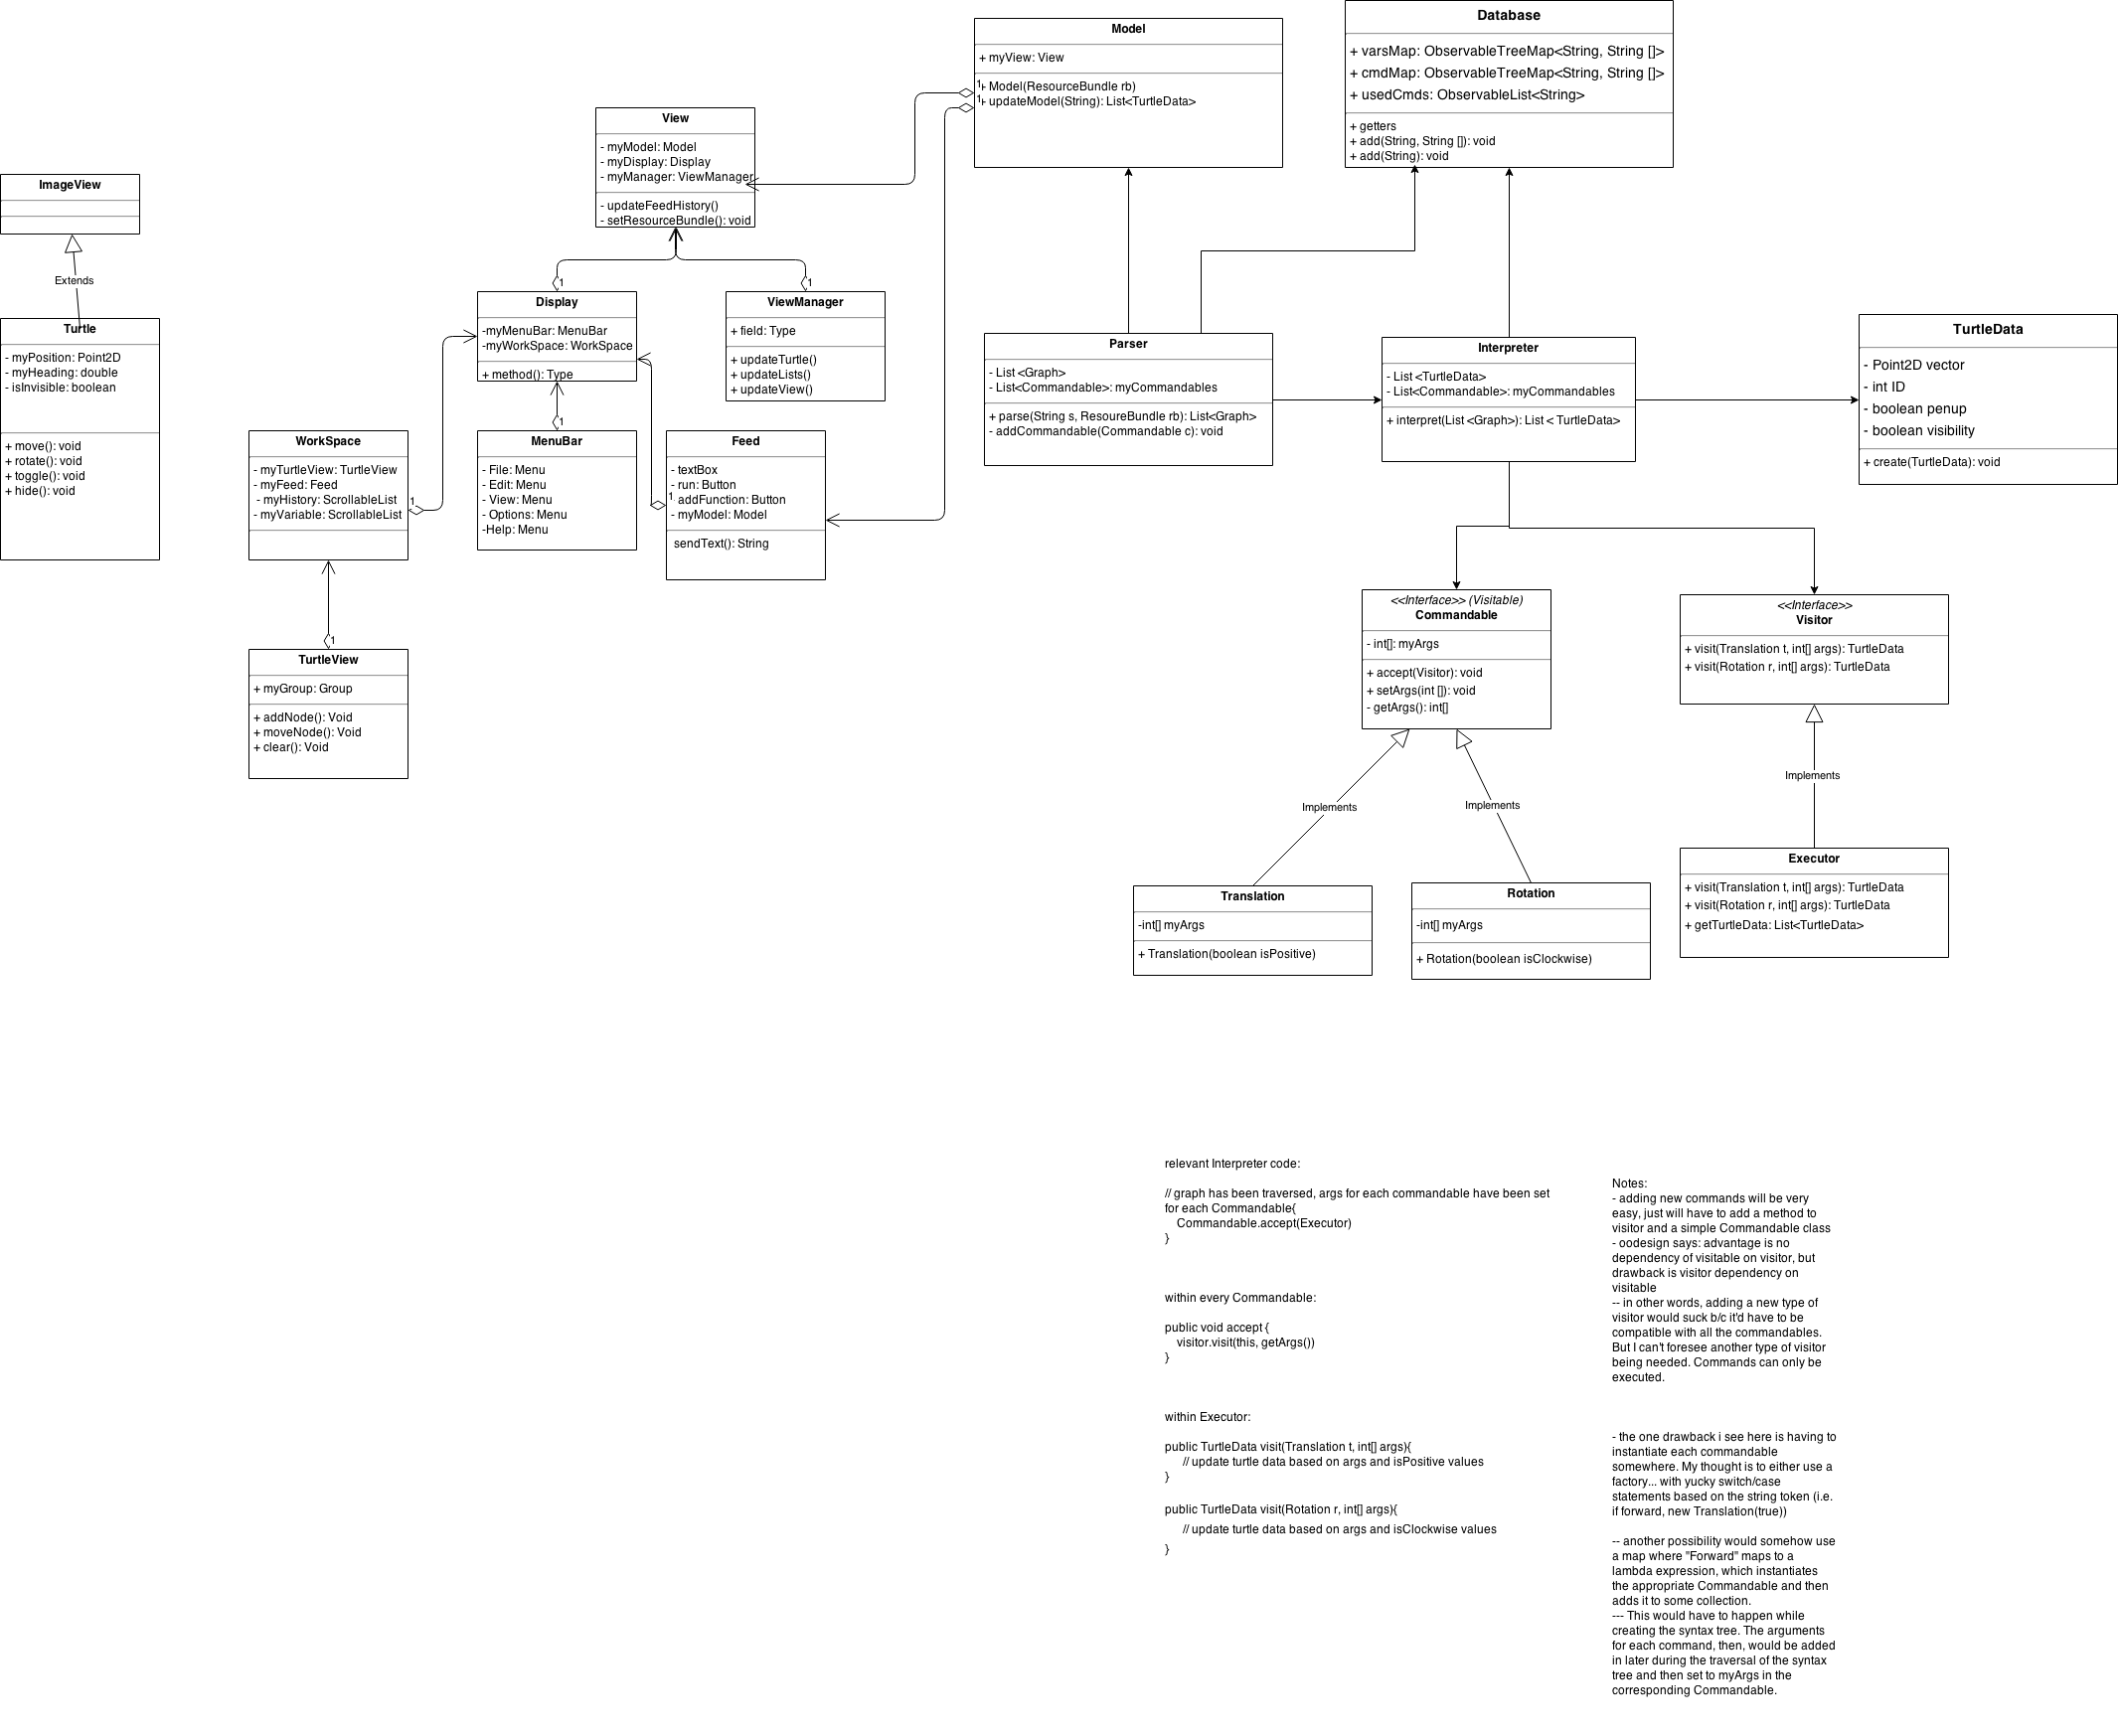 Model
+ myView: View
1
+ Model(ResourceBundle rb)
1
+ updateModel(String): List<TurtleData>
Database
+ varsMap: ObservableTreeMap<String, String []>
+ cmdMap: ObservableTreeMap<String, String []>
+ usedCmds: ObservableList<String>
+ getters
+ add(String, String []): void
+ add(String): void
View
- myModel: Model
- myDisplay: Display
- myManager: ViewManager
- updateFeedHistory()
- setResourceBundle(): void
ImageView
Extends
Turtle
- myPosition: Point2D
- myHeading: double
- isInvisible: boolean
+ move(): void
+ rotate(): void
+ toggle(): void
+ hide(): void
1
Display
-myMenuBar: MenuBar
-myWorkSpace: WorkSpace
+ method(): Type
1
ViewManager
+ field: Type
+ updateTurtle()
+ updateLists()
+ updateView()
WorkSpace
- myTurtleView: TurtleView
- myFeed: Feed
- myHistory: ScrollableList
- myVariable: ScrollableList
1
1
MenuBar
- File: Menu
- Edit: Menu
- View: Menu
- Options: Menu
-Help: Menu
Feed
- textBox
- run: Button
1
addFunction: Button
- myModel: Model
sendText(): String
1
TurtleView
+ myGroup: Group
+ addNode(): Void
+ moveNode(): Void
+ clear(): Void
Parser
- List <Graph>
- List<Commandable>: myCommandables
+ parse(String s, ResoureBundle rb): List<Graph>
- addCommandable(Commandable c): void
Interpreter
- List <TurtleData>
- List<Commandable>: myCommandables
+ interpret(List <Graph>): List < TurtleData>
TurtleData
- Point2D vector
- int ID
- boolean penup
- boolean visibility
+ create(TurtleData): void
<<Interface>> (Visitable)
Commandable
- int[]: myArgs
+ accept(Visitor): void
+ setArgs(int []): void
- getArgs(): int[]
<<Interface>>
Visitor
+ visit(Translation t, int[] args): TurtleData
+ visit(Rotation r, int[] args): TurtleData
Implements
Implements
Implements
Translation
-int[] myArgs
+ Translation(boolean isPositive)
Rotation
-int[] myArgs
+ Rotation(boolean isClockwise)
Executor
+ visit(Translation t, int[] args): TurtleData
+ visit(Rotation r, int[] args): TurtleData
+ getTurtleData: List<TurtleData>
relevant Interpreter code:
// graph has been traversed, args for each commandable have been set
for each Commandable{
Commandable.accept(Executor)
}
within every Commandable:
public void accept {
visitor.visit(this, getArgs())
}
within Executor:
public TurtleData visit(Translation t, int[] args){
// update turtle data based on args and isPositive values
}
public TurtleData visit(Rotation r, int[] args){
// update turtle data based on args and isClockwise values
}
Notes:
- adding new commands will be very
easy, just will have to add a method to
visitor and a simple Commandable class
- oodesign says: advantage is no
dependency of visitable on visitor, but
drawback is visitor dependency on
visitable
-- in other words, adding a new type of
visitor would suck b/c it'd have to be
compatible with all the commandables.
But I can't foresee another type of visitor
being needed. Commands can only be
executed.
- the one drawback i see here is having to
instantiate each commandable
somewhere. My thought is to either use a
factory... with yucky switch/case
statements based on the string token (i.e.
if forward, new Translation(true))
-- another possibility would somehow use
a map where "Forward" maps to a
lambda expression, which instantiates
the appropriate Commandable and then
adds it to some collection.
--- This would have to happen while
creating the syntax tree. The arguments
for each command, then, would be added
in later during the traversal of the syntax
tree and then set to myArgs in the
corresponding Commandable.